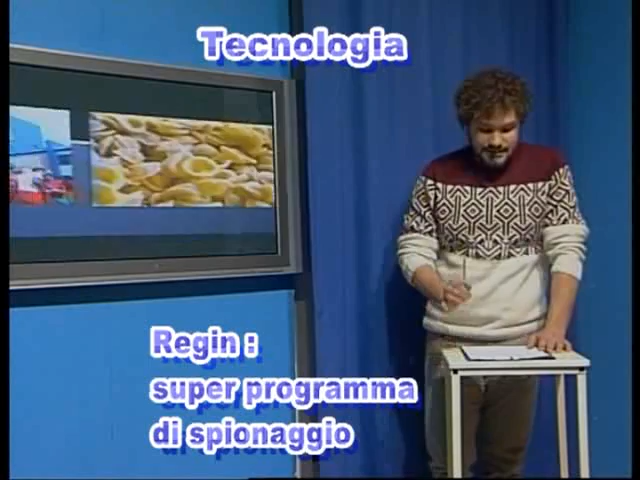 Tecnologia
Regin :
super programma
di spionaggio